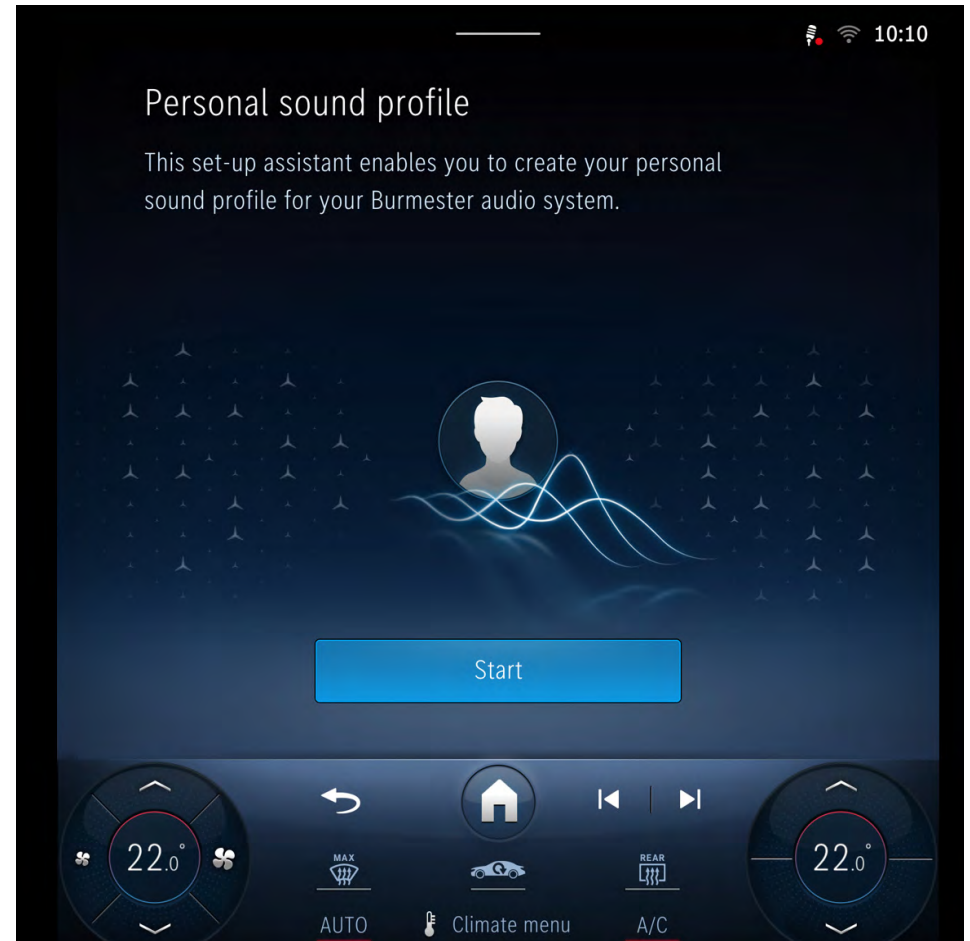 10:10
Personal sound profile
This set-up assistant enables you to create your personal
sound profile for your Burmester audio system.
Start
22.0°
22.0°
MAX
REAR
AUTO
Climate menu
A/C